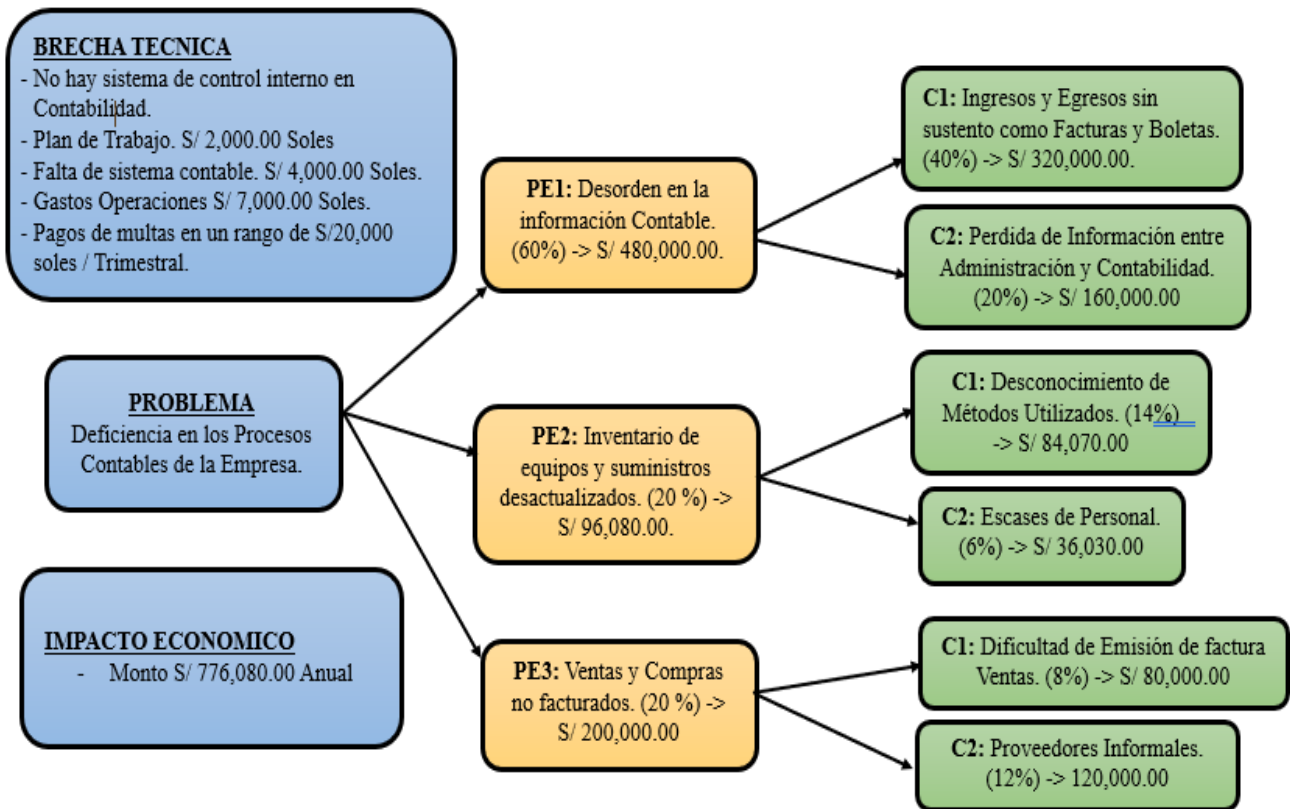 BRECHA TECNICA
- No hay sistema de control interno en
Contabilidad.
- Plan de Trabajo. S/ 2,000.00 Soles
- Falta de sistema contable. S/ 4,000.00 Soles.
- Gastos Operaciones S/ 7,000.00 Soles.
- Pagos de multas en un rango de S/20,000
soles / Trimestral.
PROBLEMA
Deficiencia en los Procesos
Contables de la Empresa.
IMPACTO ECONOMICO
- Monto S/ 776,080.00 Anual
PE1: Desorden en la
información Contable.
(60%) -> S/ 480,000.00.
PE2: Inventario de
equipos y suministros
desactualizados. (20 %) ->
S/ 96,080.00.
PE3: Ventas y Compras
no facturados. (20 %) ->
S/ 200,000.00
C1: Ingresos y Egresos sin
sustento como Facturas y Boletas.
(40%) -> S/ 320,000.00.
C2: Perdida de Información entre
Administración y Contabilidad.
(20%) -> S/ 160,000.00
C1: Desconocimiento de
Métodos Utilizados. (14%)
-> S/ 84,070.00
C2: Escases de Personal.
(6%) -> S/ 36,030.00
C1: Dificultad de Emisión de factura
Ventas. (8%) -> S/ 80,000.00
C2: Proveedores Informales.
(12%) -> 120,000.00